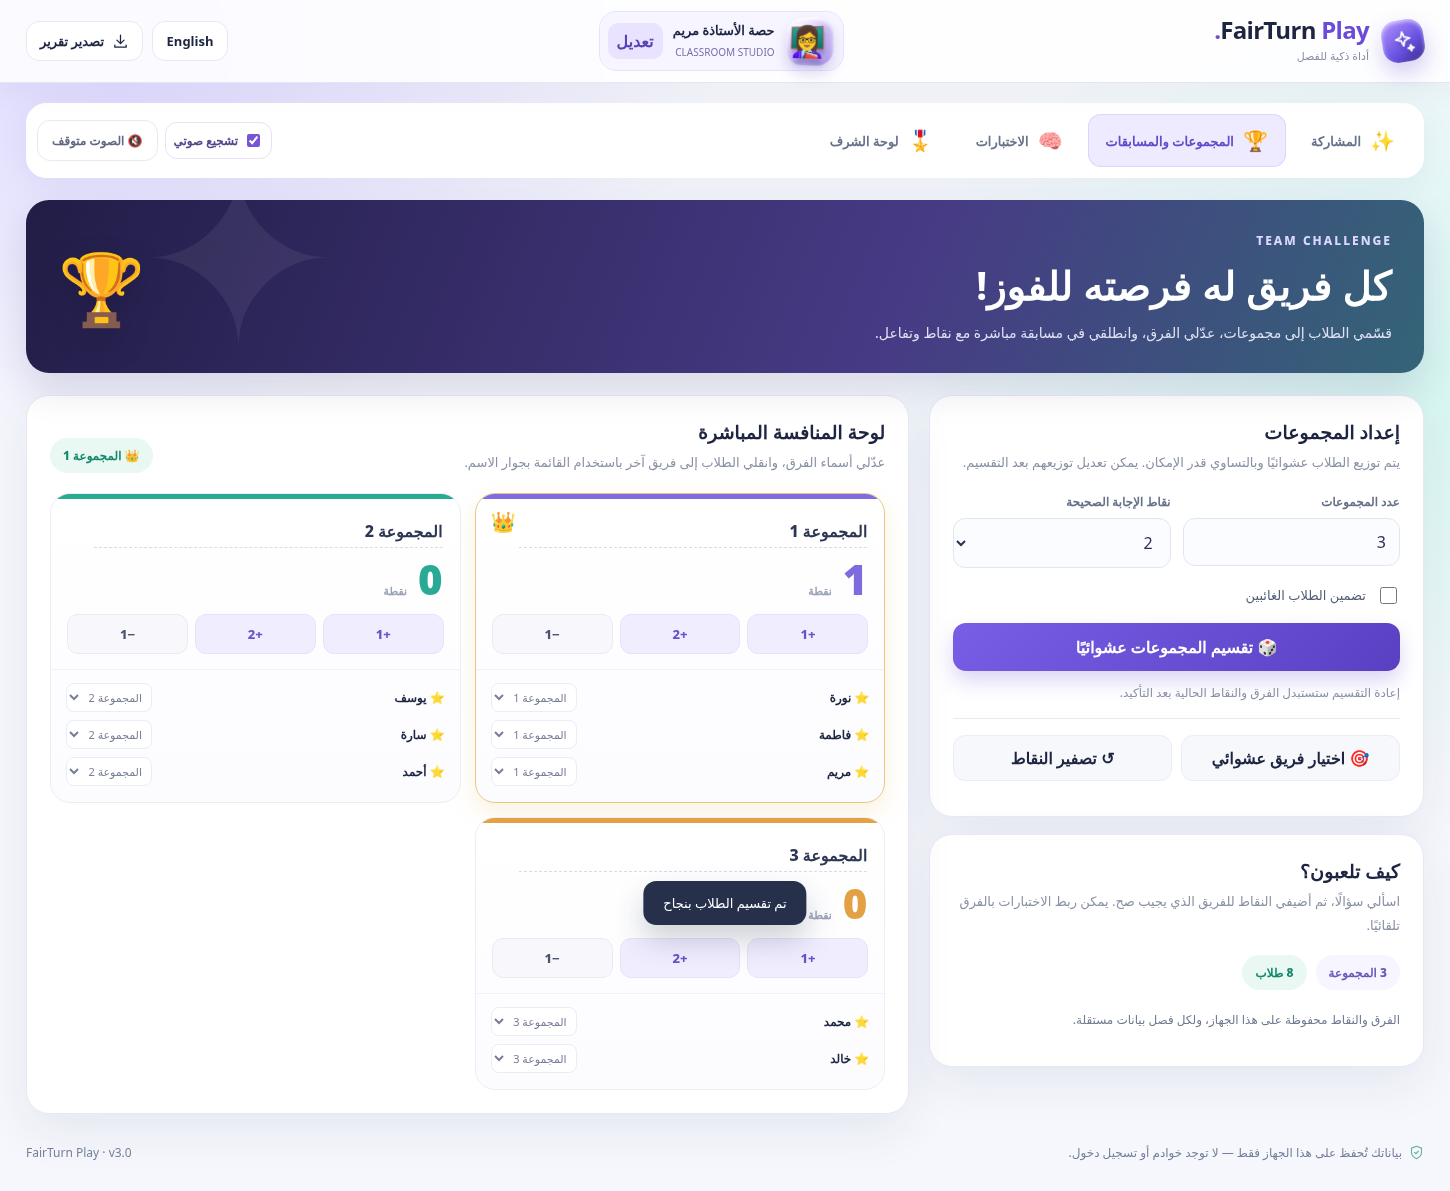 FairTurn Play.
أداة ذكية للفصل
حصة الأستاذة مريم
CLASSROOM STUDIO
تعديل
English
تصدير تقرير
✨ المشاركة
🏆 المجموعات والمسابقات
🧠 الاختبارات
🎖️ لوحة الشرف
تشجيع صوتي
🔇 الصوت متوقف
TEAM CHALLENGE
كل فريق له فرصته للفوز!
قسّمي الطلاب إلى مجموعات، عدّلي الفرق، وانطلقي في مسابقة مباشرة مع نقاط وتفاعل.
إعداد المجموعات
يتم توزيع الطلاب عشوائيًا وبالتساوي قدر الإمكان. يمكن تعديل توزيعهم بعد التقسيم.
عدد المجموعات
3
نقاط الإجابة الصحيحة
2
تضمين الطلاب الغائبين
🎲 تقسيم المجموعات عشوائيًا
إعادة التقسيم ستستبدل الفرق والنقاط الحالية بعد التأكيد.
🎯 اختيار فريق عشوائي
↺ تصفير النقاط
كيف تلعبون؟
اسألي سؤالًا، ثم أضيفي النقاط للفريق الذي يجيب صح. يمكن ربط الاختبارات بالفرق
تلقائيًا.
3 المجموعة
8 طلاب
الفرق والنقاط محفوظة على هذا الجهاز، ولكل فصل بيانات مستقلة.
لوحة المنافسة المباشرة
عدّلي أسماء الفرق، وانقلي الطلاب إلى فريق آخر باستخدام القائمة بجوار الاسم.
👑 المجموعة 1
المجموعة 1
👑
1 نقطة
+1
+2
−1
⭐ نورة
المجموعة 1
⭐ فاطمة
المجموعة 1
⭐ مريم
المجموعة 1
المجموعة 2
0 نقطة
+1
+2
−1
⭐ يوسف
المجموعة 2
⭐ سارة
المجموعة 2
⭐ أحمد
المجموعة 2
المجموعة 3
0 نقطة
تم تقسيم الطلاب بنجاح
+1
+2
−1
⭐ محمد
المجموعة 3
⭐ خالد
المجموعة 3
بياناتك تُحفظ على هذا الجهاز فقط — لا توجد خوادم أو تسجيل دخول.
FairTurn Play · v3.0